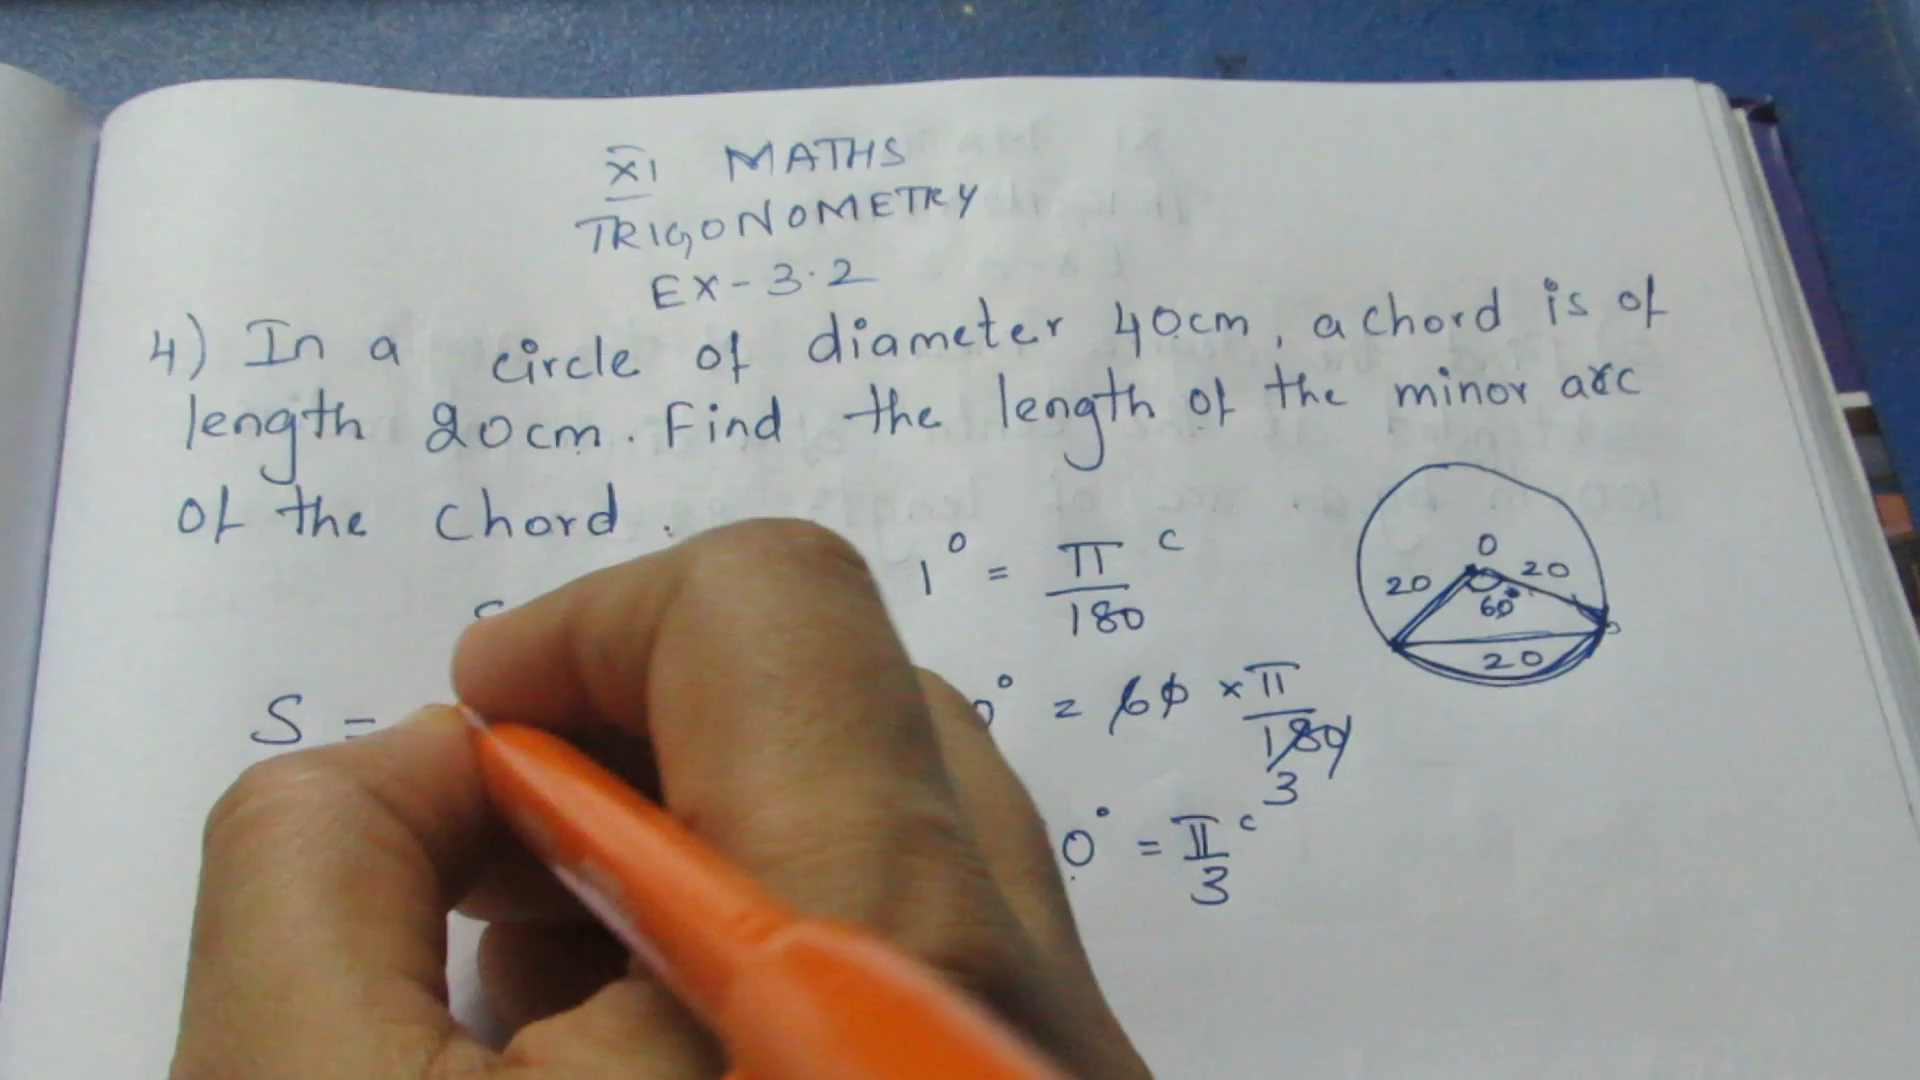 XI MATHS
TRIGONOMETRY
EX-3.2
4) In a circle of diameter 40cm, a chord is of
length 20cm. Find the length of the minor arc
of the chord.
1° = π/180 c
0° = 60 × π/180
3
0° = π/3 c
S =
O
20 20
60°
20